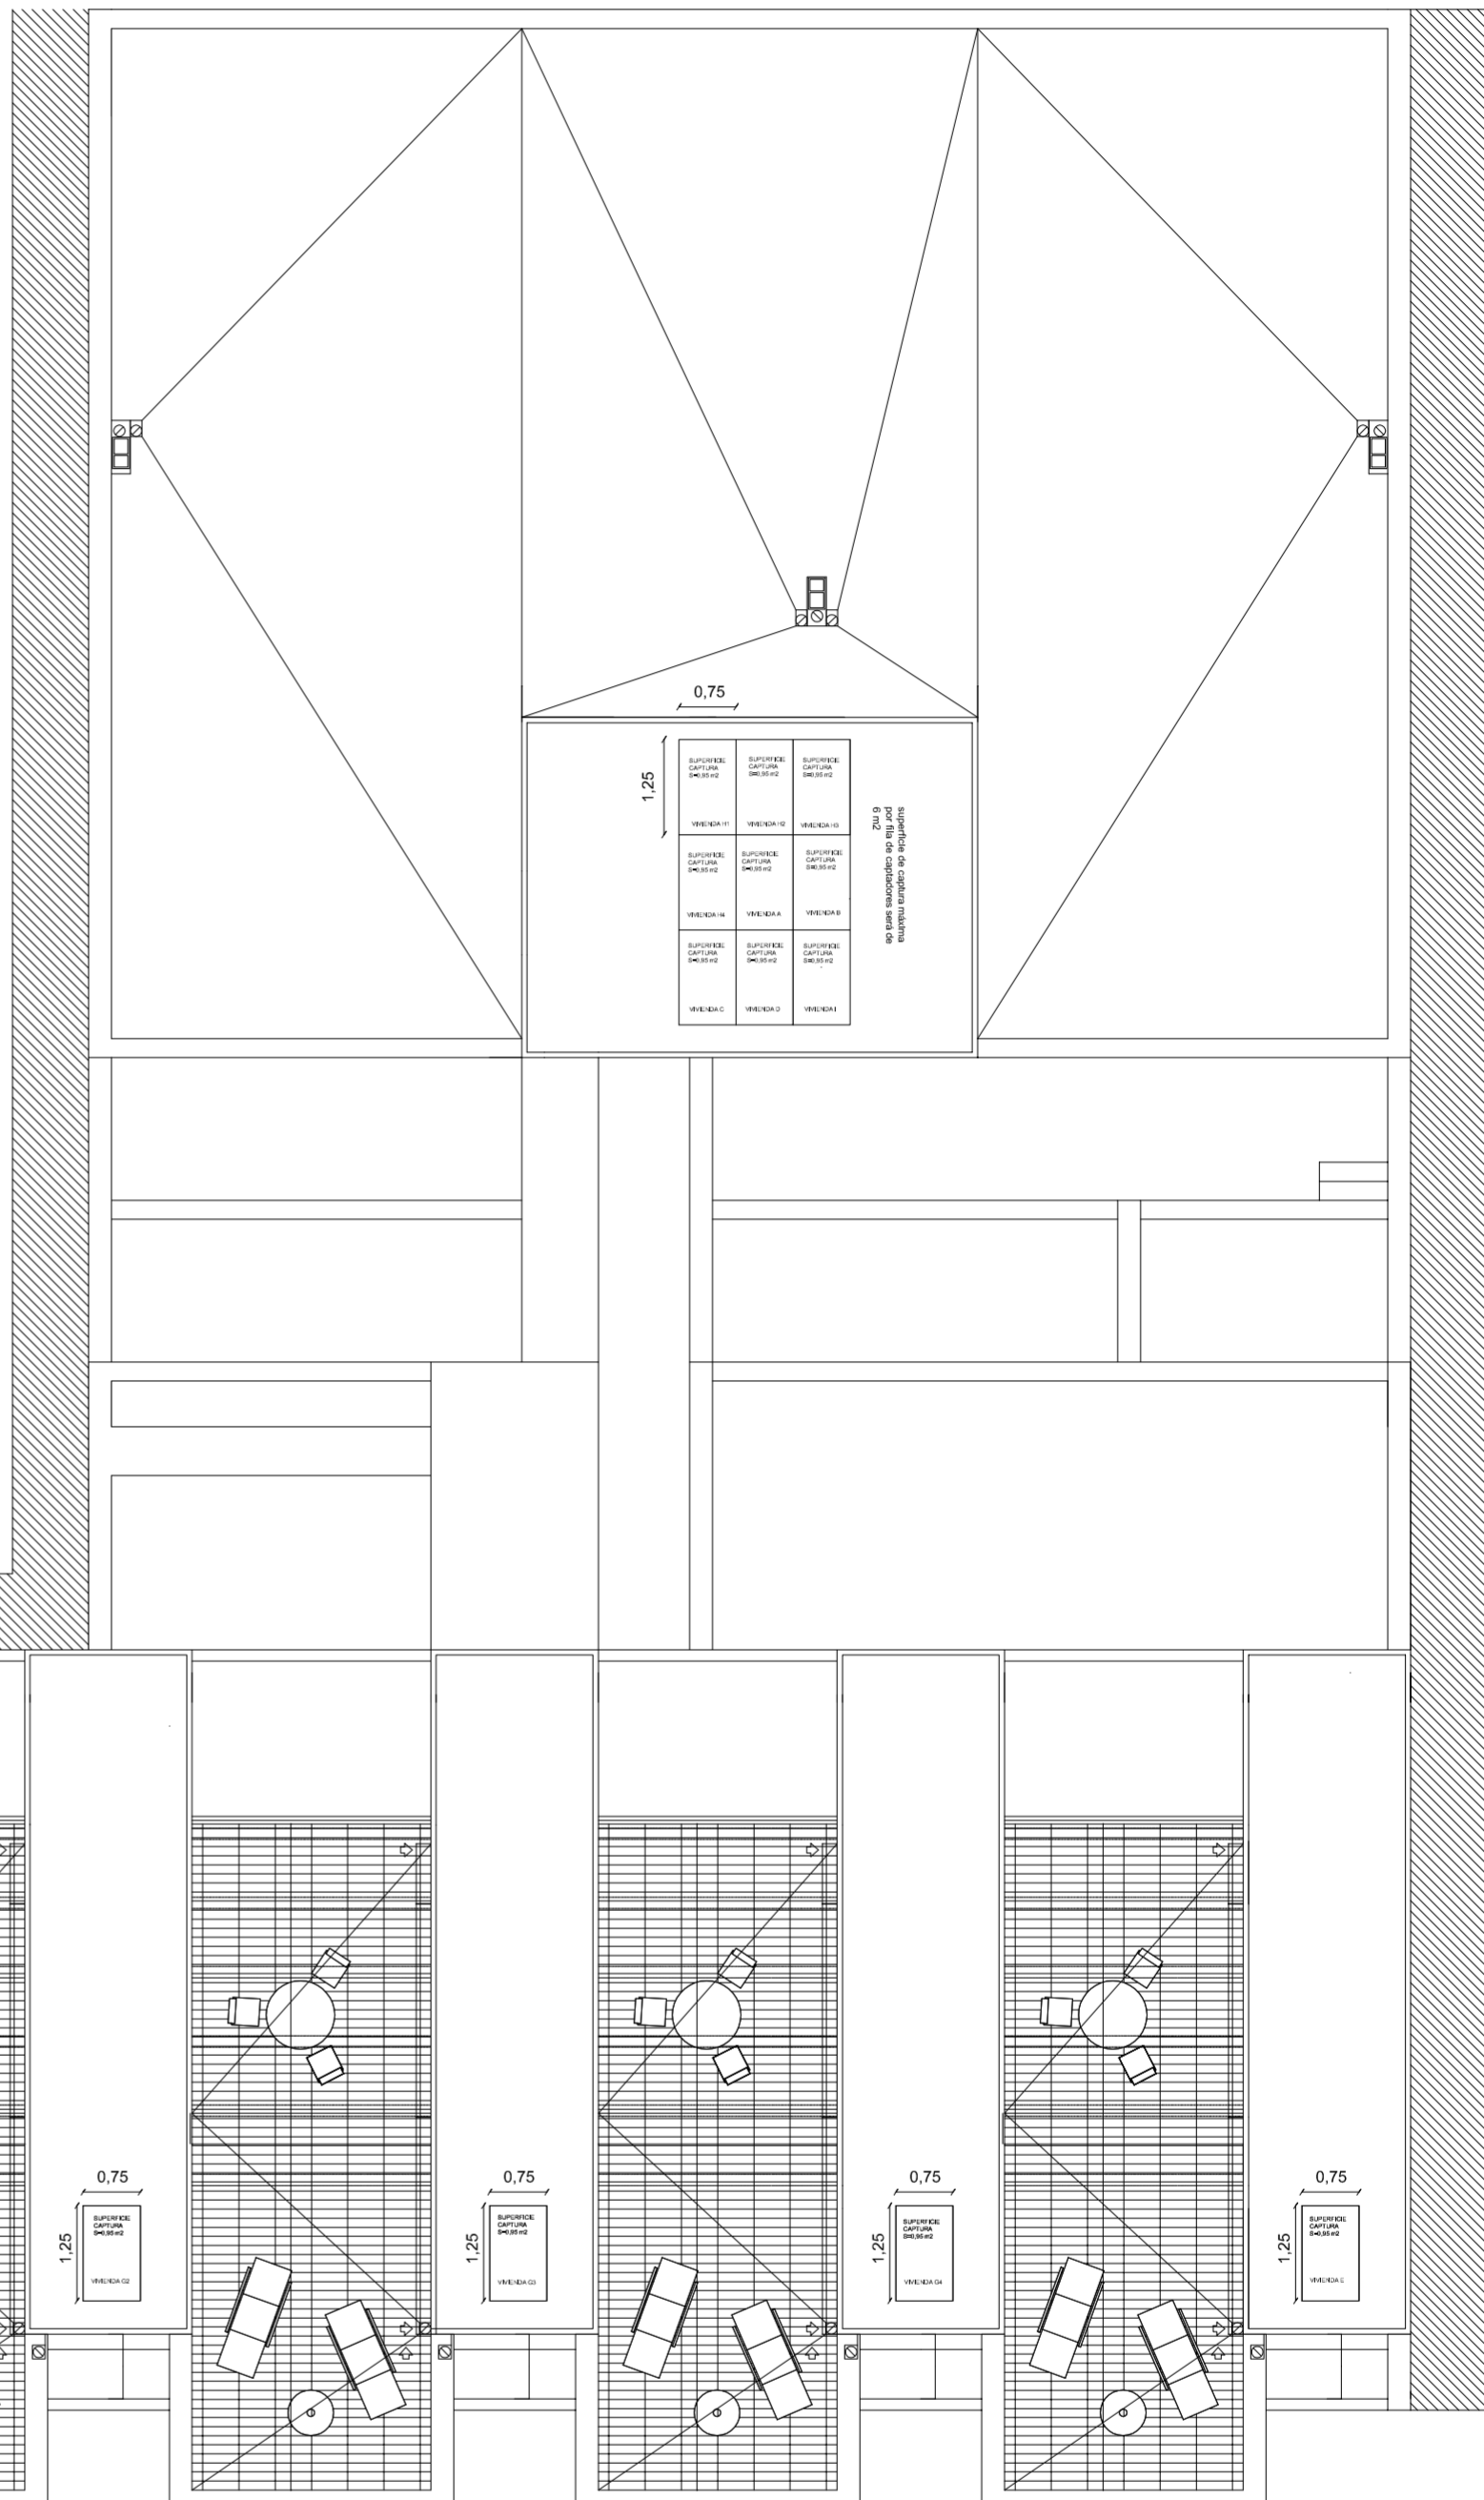 0,75
1,25
SUPERFICIE
CAPTURA
S=0,95 m2
VIVIENDA H1
SUPERFICIE
CAPTURA
S=0,95 m2
VIVIENDA H2
SUPERFICIE
CAPTURA
S=0,95 m2
VIVIENDA H3
superficie de captura máxima
por fila de captadores será de
6 m2
SUPERFICIE
CAPTURA
S=0,95 m2
VIVIENDA H4
SUPERFICIE
CAPTURA
S=0,95 m2
VIVIENDA A
SUPERFICIE
CAPTURA
S=0,95 m2
VIVIENDA B
SUPERFICIE
CAPTURA
S=0,95 m2
VIVIENDA C
SUPERFICIE
CAPTURA
S=0,95 m2
VIVIENDA D
SUPERFICIE
CAPTURA
S=0,95 m2
VIVIENDA I
0,75
1,25
SUPERFICIE
CAPTURA
S=0,95 m2
VIVIENDA G2
0,75
1,25
SUPERFICIE
CAPTURA
S=0,95 m2
VIVIENDA G3
0,75
1,25
SUPERFICIE
CAPTURA
S=0,95 m2
VIVIENDA G4
0,75
1,25
SUPERFICIE
CAPTURA
S=0,95 m2
VIVIENDA E